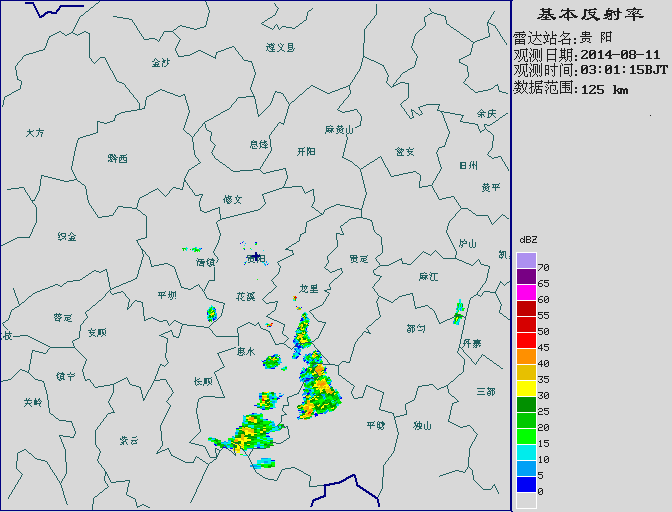 基本反射率
雷达站名:贵 阳
观测日期:2014-08-11
观测时间:03:01:15BJT
数据范围:125 km
遵义县
金沙
余庆
大方
息烽
麻黄山
黔西
开阳
瓮安
旧州
黄平
修文
织金
炉山
凯
清镇
贵阳
贵定
麻江
平坝
花溪
龙里
普定
安顺
都匀
丹寨
惠水
镇宁
长顺
三都
关岭
紫云
平塘
独山
dBZ
70
65
60
55
50
45
40
35
30
25
20
15
10
5
0